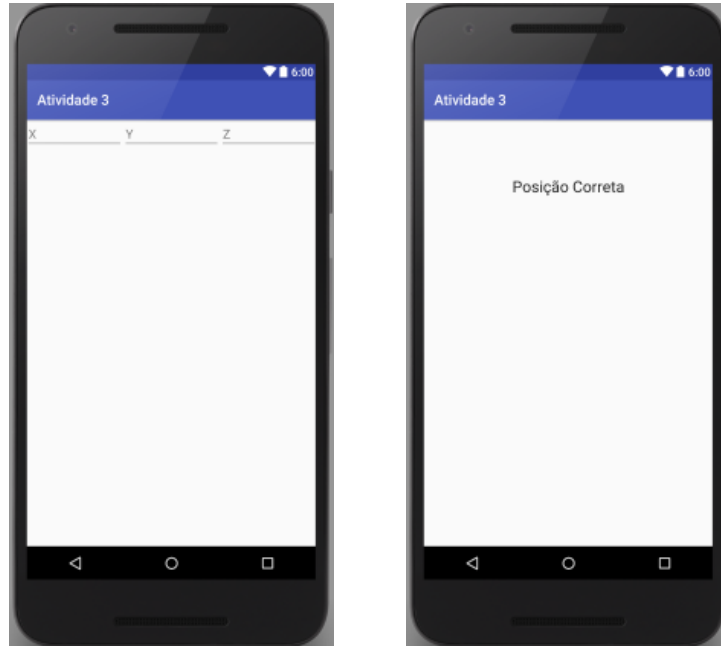 6:00
Atividade 3
X Y Z
6:00
Atividade 3
Posição Correta